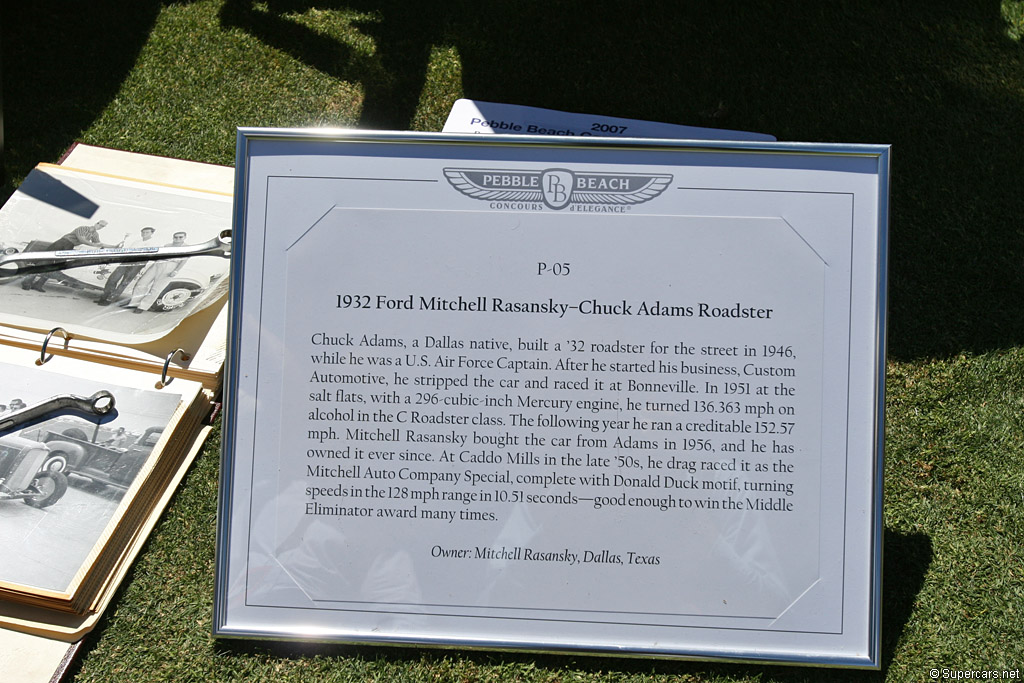 2007
Pebble Beach
PEBBLE PB BEACH
CONCOURS d'ELEGANCE®
P-05
1932 Ford Mitchell Rasansky–Chuck Adams Roadster
Chuck Adams, a Dallas native, built a ’32 roadster for the street in 1946,
while he was a U.S. Air Force Captain. After he started his business, Custom
Automotive, he stripped the car and raced it at Bonneville. In 1951 at the
salt flats, with a 296-cubic-inch Mercury engine, he turned 136.363 mph on
alcohol in the C Roadster class. The following year he ran a creditable 152.57
mph. Mitchell Rasansky bought the car from Adams in 1956, and he has
owned it ever since. At Caddo Mills in the late ’50s, he drag raced it as the
Mitchell Auto Company Special, complete with Donald Duck motif, turning
speeds in the 128 mph range in 10.51 seconds—good enough to win the Middle
Eliminator award many times.
Owner: Mitchell Rasansky, Dallas, Texas
© Supercars.net